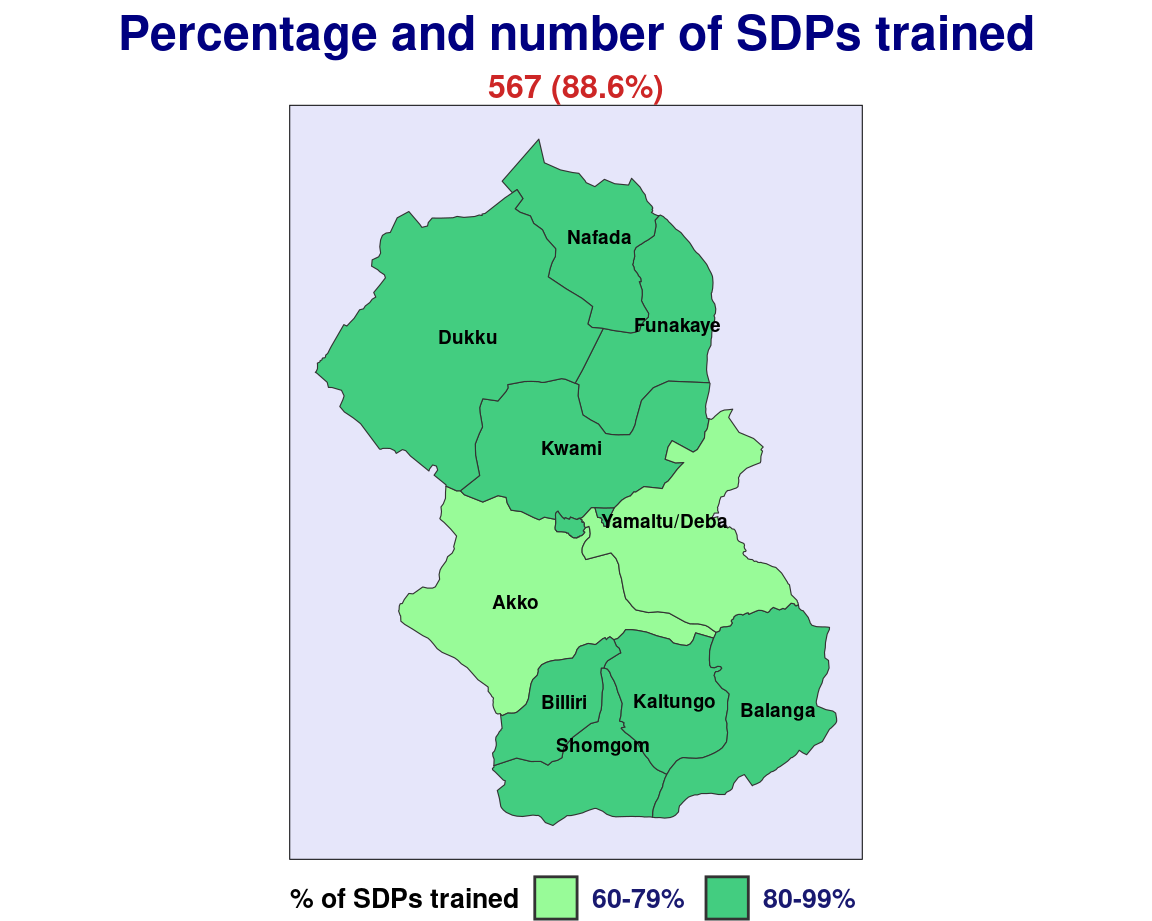 Percentage and number of SDPs trained
567 (88.6%)
Nafada
Funakaye
Dukku
Kwami
Yamaltu/Deba
Akko
Billiri
Kaltungo
Balanga
Shomgom
% of SDPs trained 60-79% 80-99%